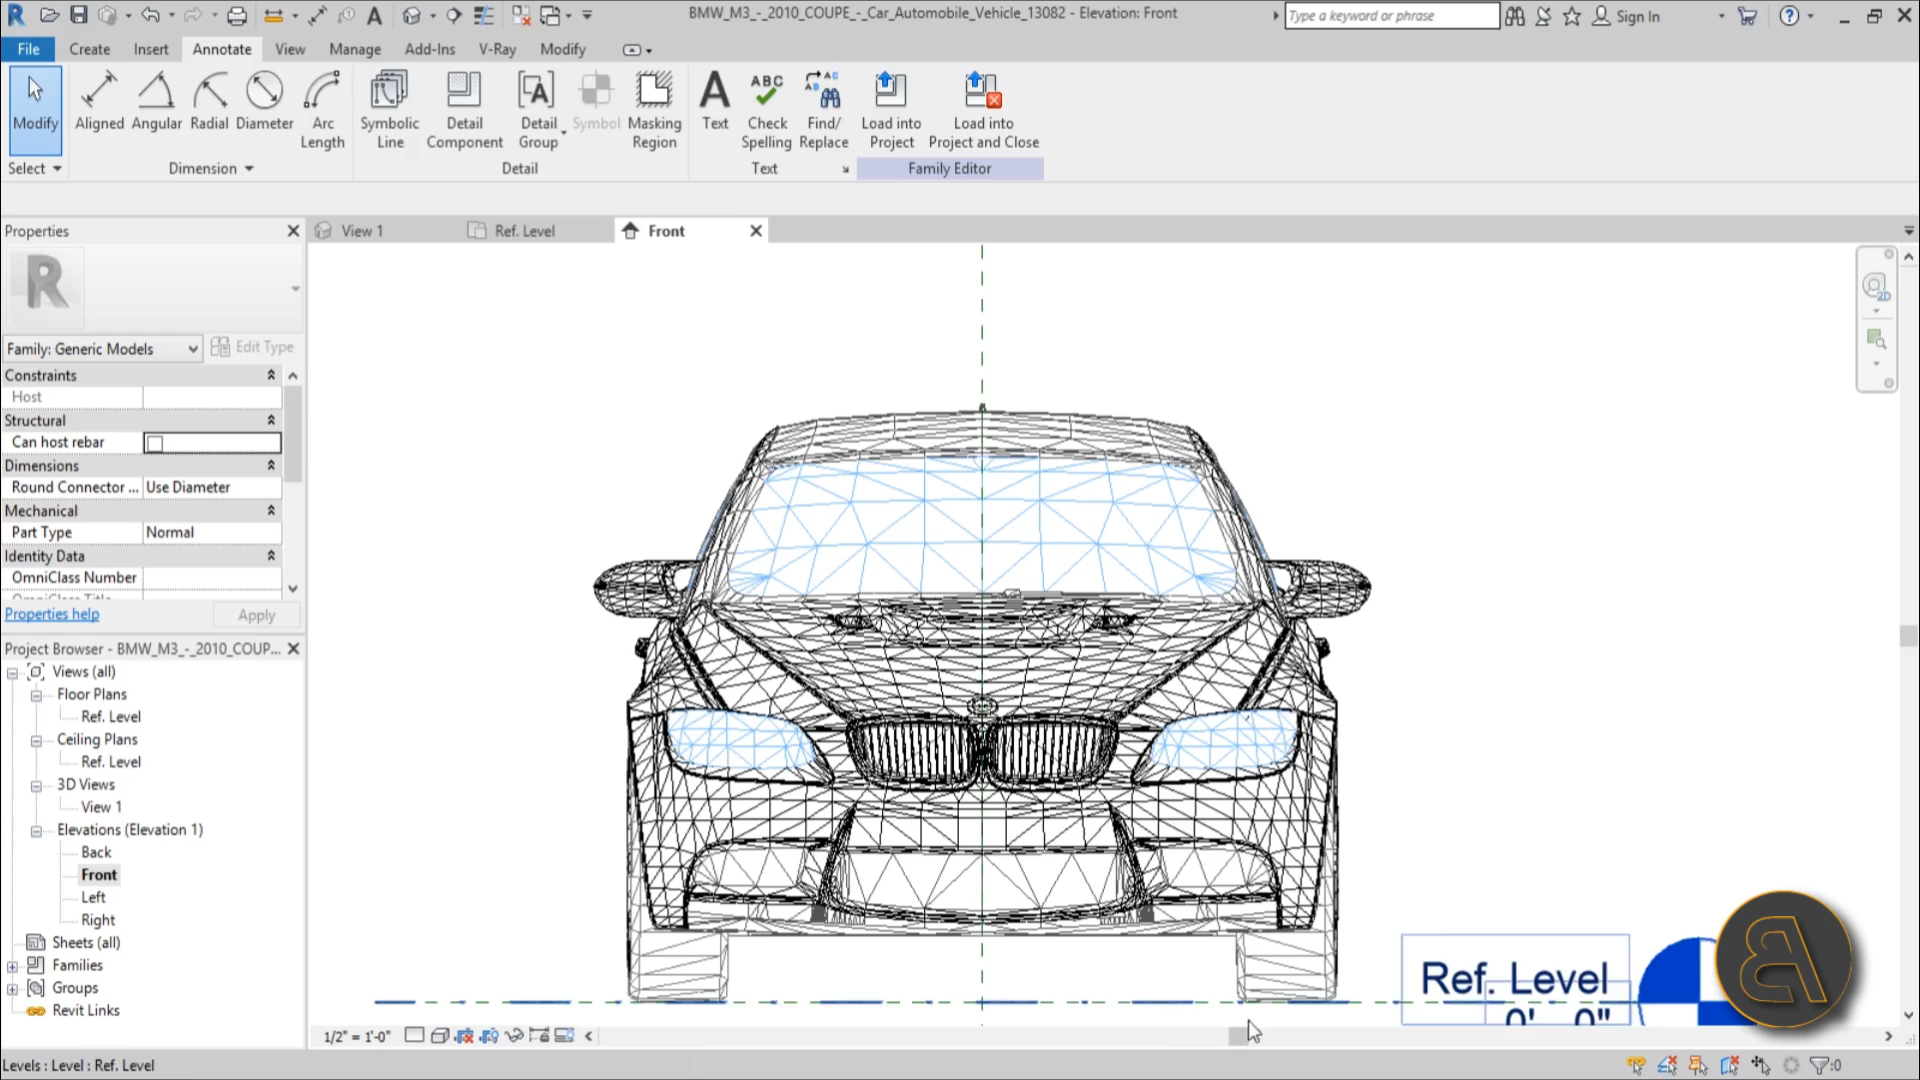 BMW_M3_-_2010_COUPE_-_Car_Automobile_Vehicle_13082 - Elevation: Front
Type a keyword or phrase
Sign In
File
Create
Insert
Annotate
View
Manage
Add-Ins
V-Ray
Modify
Modify
Aligned
Angular
Radial
Diameter
Arc
Length
Symbolic
Line
Detail
Component
Detail
Group
Symbol
Masking
Region
Text
ABC
Check
Spelling
Find/
Replace
Load into
Project
Load into
Project and Close
Select
Dimension
Detail
Text
Family Editor
Properties
View 1
Ref. Level
Front
2D
Family: Generic Models
Edit Type
Constraints
Host
Structural
Can host rebar
Dimensions
Round Connector ...
Use Diameter
Mechanical
Part Type
Normal
Identity Data
OmniClass Number
OmniClass Title
Properties help
Apply
Project Browser - BMW_M3_-_2010_COUP...
Views (all)
Floor Plans
Ref. Level
Ceiling Plans
Ref. Level
3D Views
View 1
Elevations (Elevation 1)
Back
Front
Left
Right
Sheets (all)
Families
Groups
Revit Links
Ref. Level
0' - 0"
1/2" = 1'-0"
Levels : Level : Ref. Level
:0